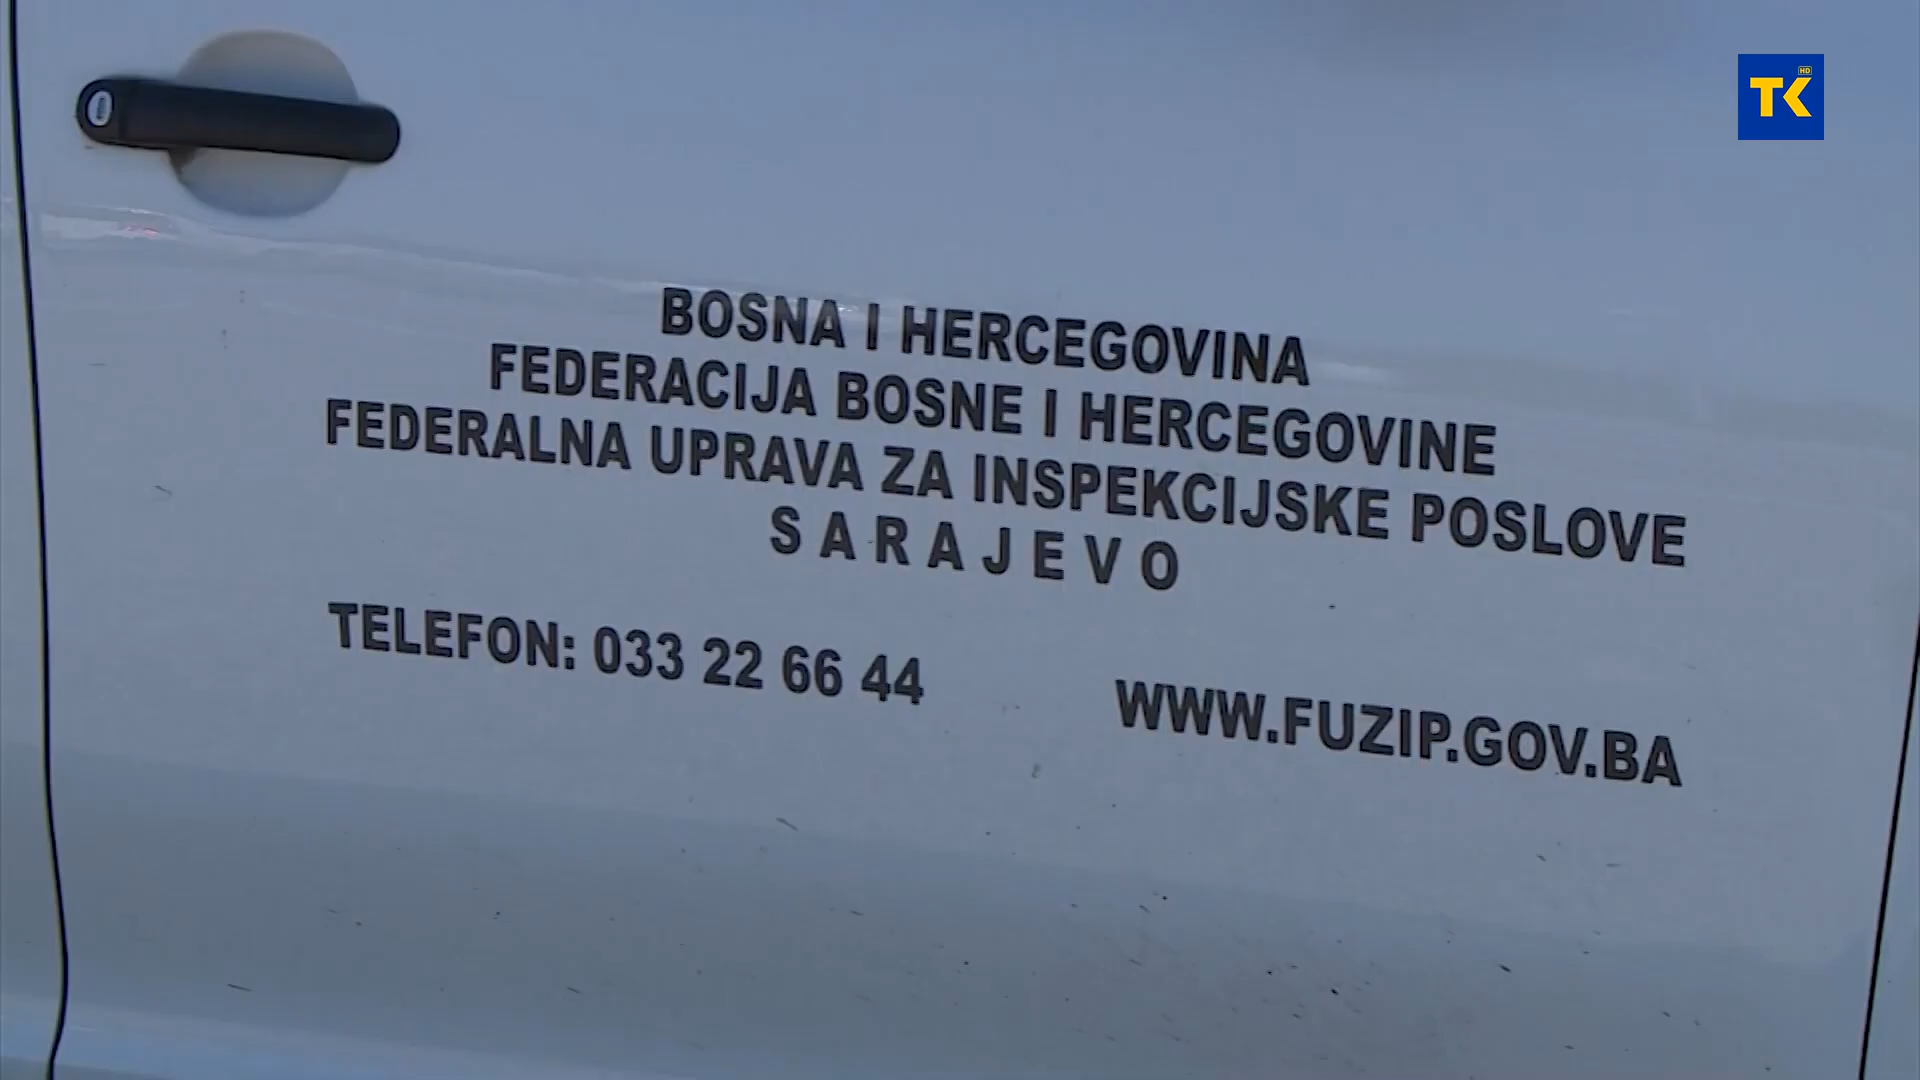 TK HD
BOSNA I HERCEGOVINA
FEDERACIJA BOSNE I HERCEGOVINE
FEDERALNA UPRAVA ZA INSPEKCIJSKE POSLOVE
S A R A J E V O
TELEFON: 033 22 66 44 WWW.FUZIP.GOV.BA